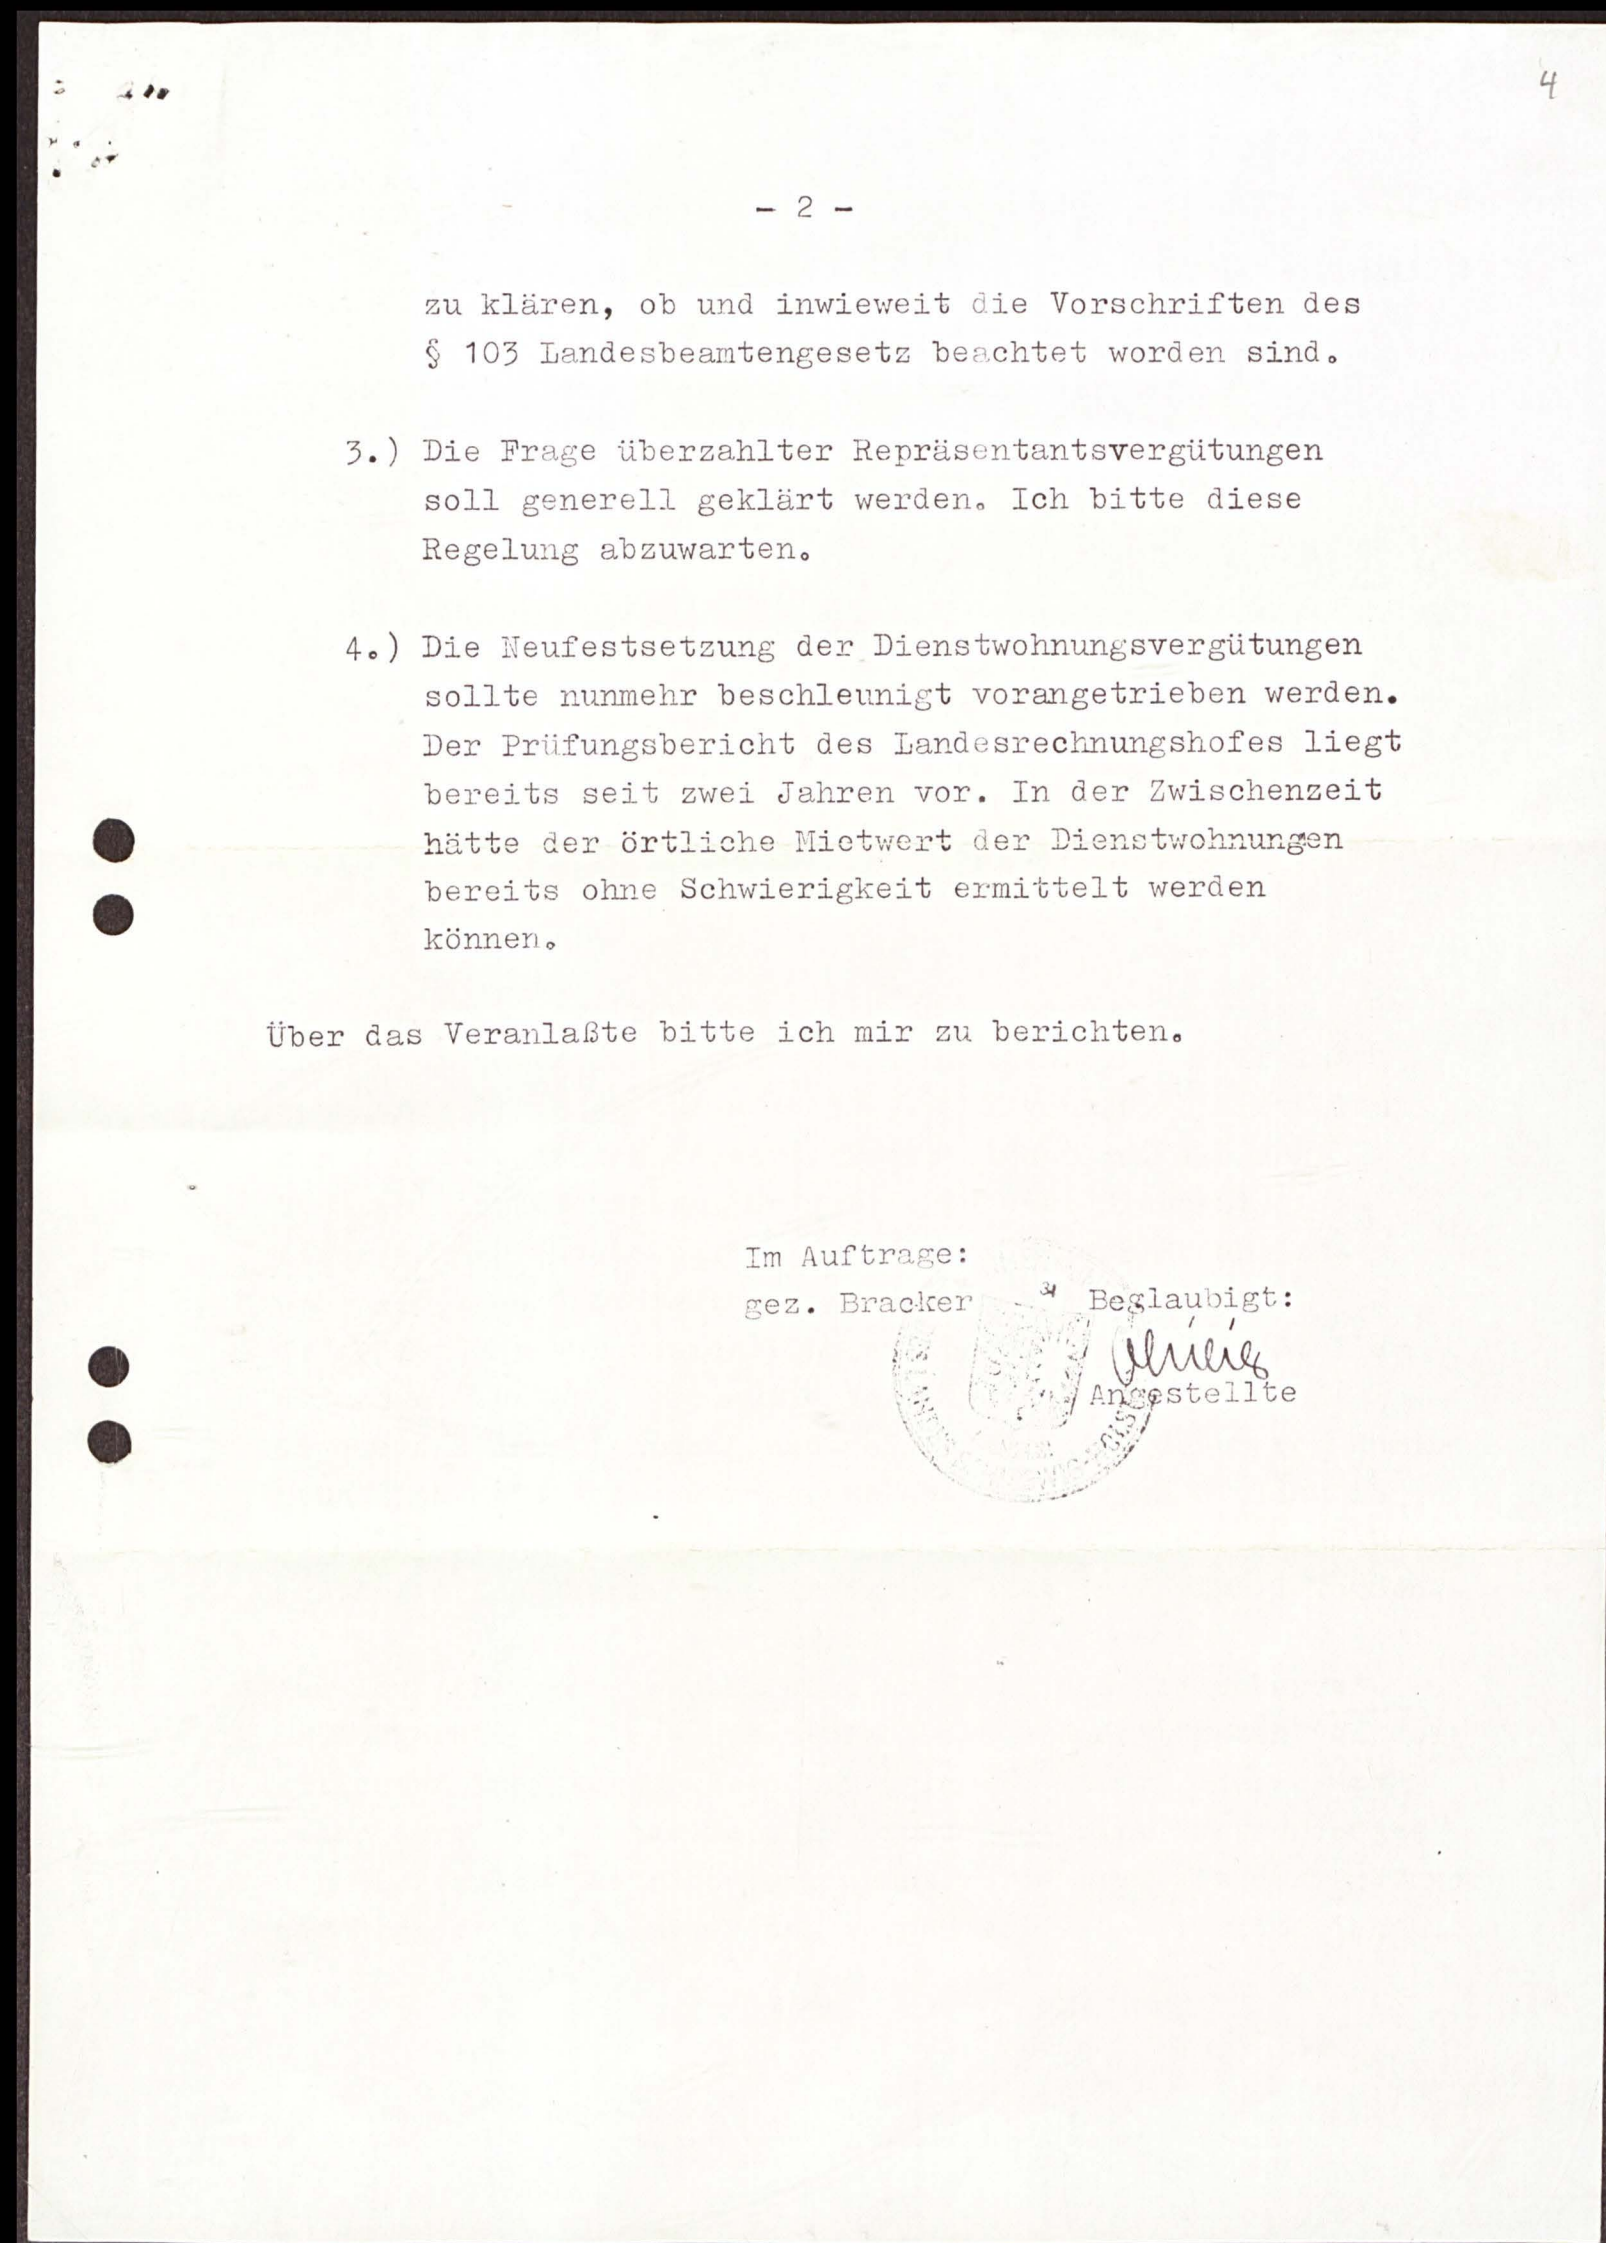 4
- 2 -
zu klären, ob und inwieweit die Vorschriften des
§ 103 Landesbeamtengesetz beachtet worden sind.
3.) Die Frage überzahlter Repräsentantsvergütungen
soll generell geklärt werden. Ich bitte diese
Regelung abzuwarten.
4.) Die Neufestsetzung der Dienstwohnungsvergütungen
sollte nunmehr beschleunigt vorangetrieben werden.
Der Prüfungsbericht des Landesrechnungshofes liegt
bereits seit zwei Jahren vor. In der Zwischenzeit
hätte der örtliche Mietwert der Dienstwohnungen
bereits ohne Schwierigkeit ermittelt werden
können.
Über das Veranlaßte bitte ich mir zu berichten.
Im Auftrage:
gez. Bracker
Beglaubigt:
Angestellte